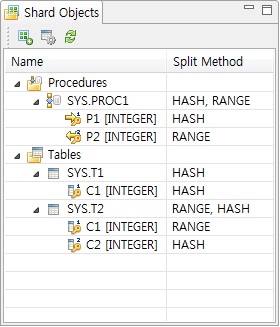 Shard Objects
Name Split Method
Procedures
SYS.PROC1 HASH, RANGE
P1 [INTEGER] HASH
P2 [INTEGER] RANGE
Tables
SYS.T1 HASH
C1 [INTEGER] HASH
SYS.T2 RANGE, HASH
C1 [INTEGER] RANGE
C2 [INTEGER] HASH